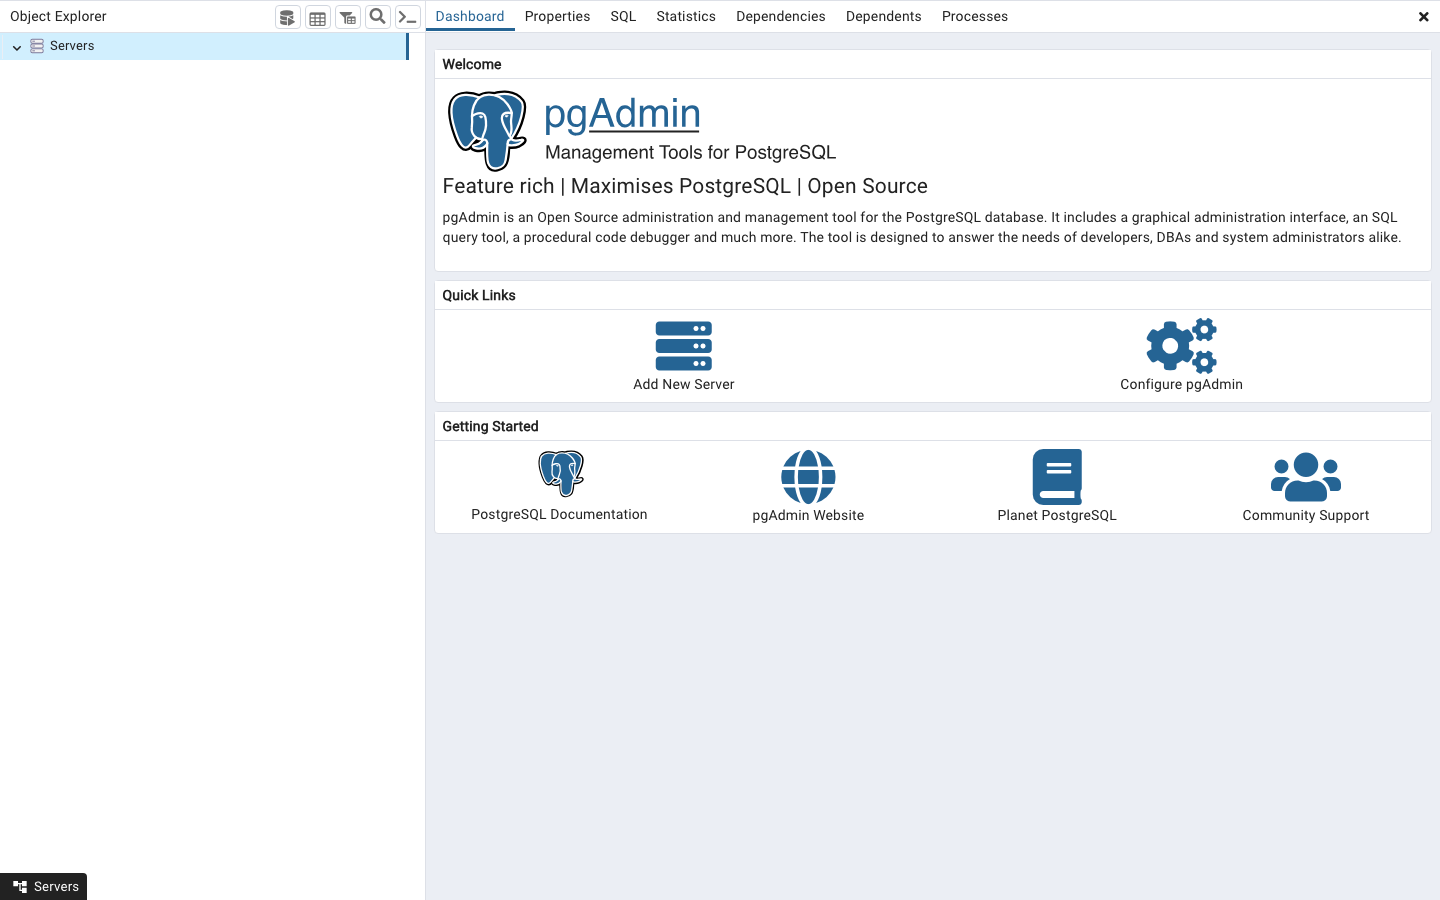 Object Explorer
Dashboard Properties SQL Statistics Dependencies Dependents Processes
Servers
Welcome
pgAdmin
Management Tools for PostgreSQL
Feature rich | Maximises PostgreSQL | Open Source
pgAdmin is an Open Source administration and management tool for the PostgreSQL database. It includes a graphical administration interface, an SQL
query tool, a procedural code debugger and much more. The tool is designed to answer the needs of developers, DBAs and system administrators alike.
Quick Links
Add New Server
Configure pgAdmin
Getting Started
PostgreSQL Documentation
pgAdmin Website
Planet PostgreSQL
Community Support
Servers